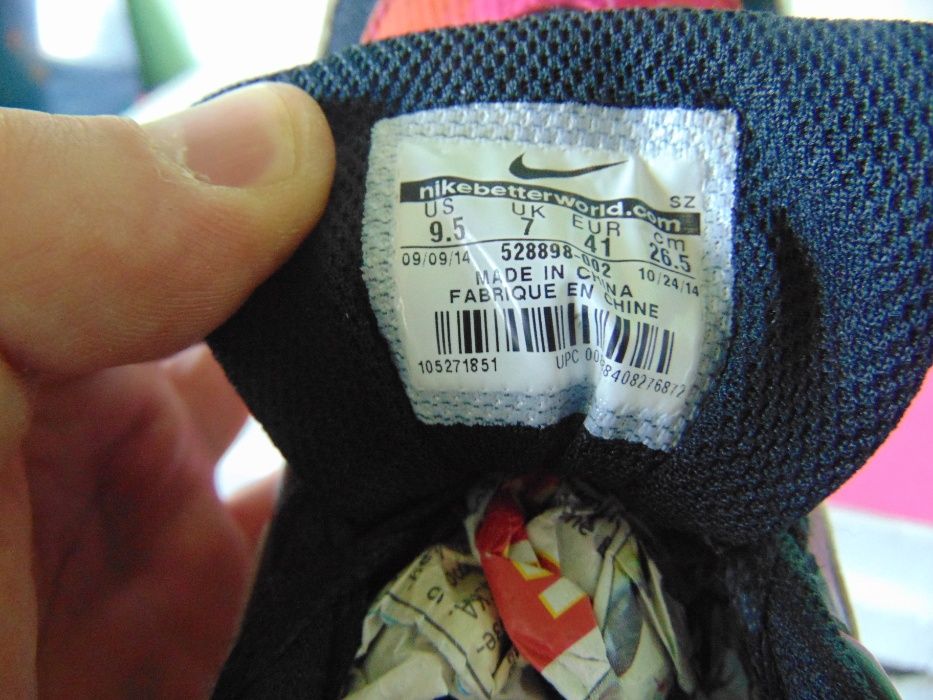 nikebetterworld.com
SZ
US UK EUR cm
9.5 7 41 26.5
09/09/14 528898-002 10/24/14
MADE IN CHINA
FABRIQUE EN CHINE
105271851 UPC 00688408276872